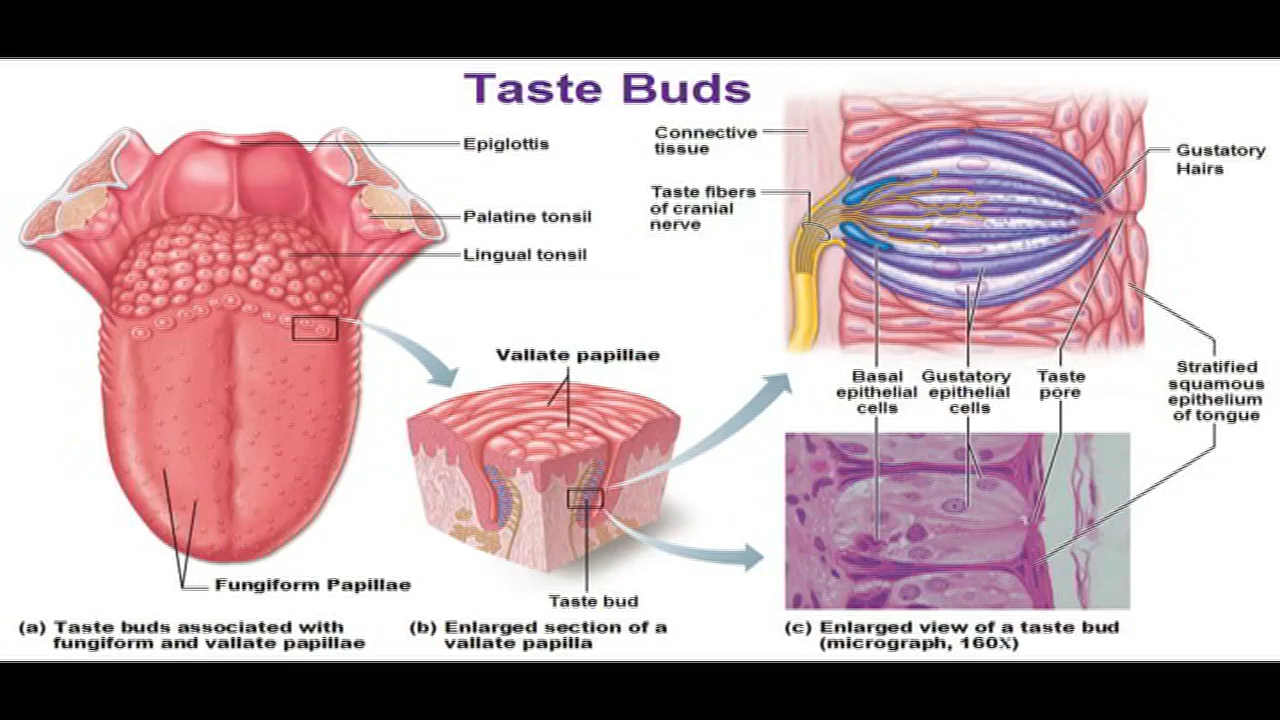 Taste Buds
Epiglottis
Palatine tonsil
Lingual tonsil
Fungiform Papillae
(a) Taste buds associated with
fungiform and vallate papillae
Vallate papillae
Taste bud
(b) Enlarged section of a
vallate papilla
Connective
tissue
Taste fibers
of cranial
nerve
Gustatory
Hairs
Basal
epithelial
cells
Gustatory
epithelial
cells
Taste
pore
Stratified
squamous
epithelium
of tongue
(c) Enlarged view of a taste bud
(micrograph, 160X)